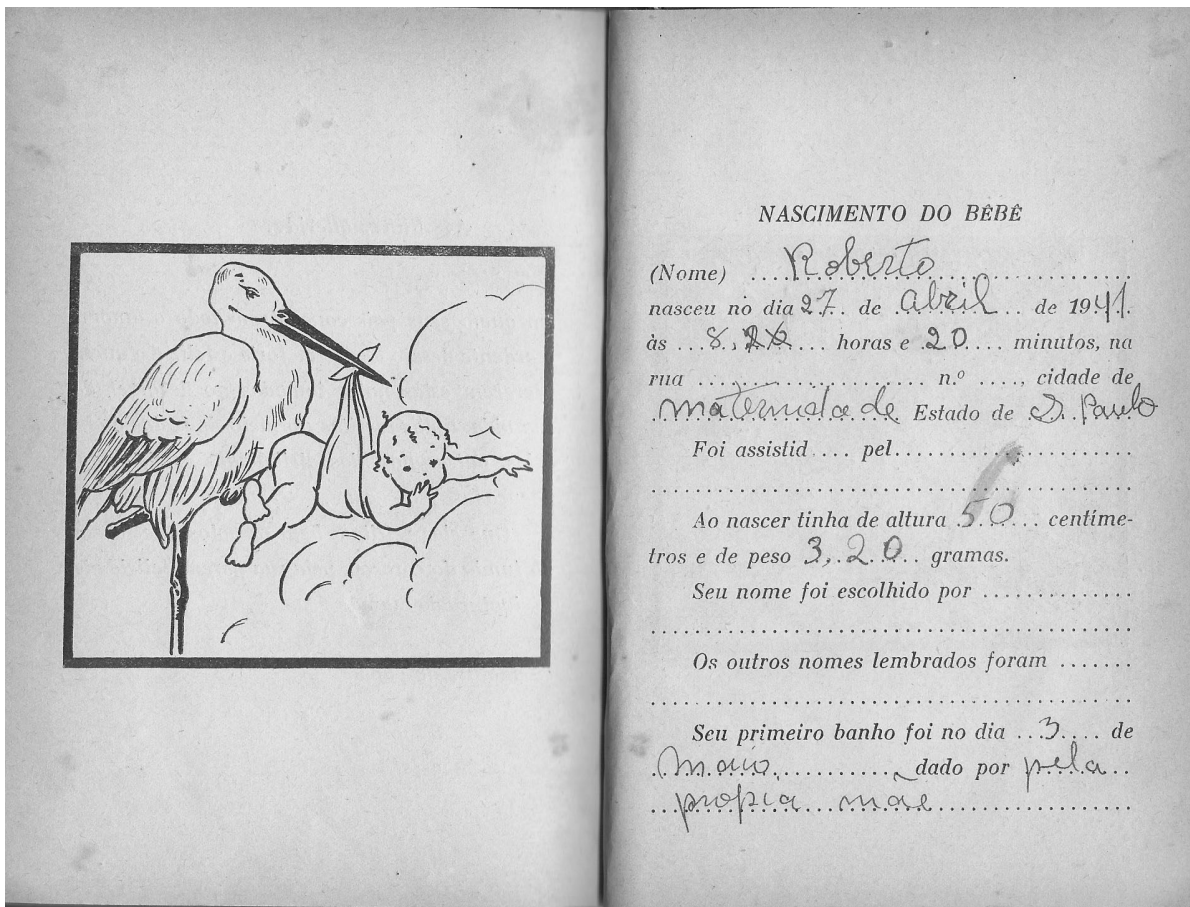 NASCIMENTO DO BÊBÊ
(Nome) ....Roberto....................
nasceu no dia 27.. de abril.... de 1941.
às ...8, 20.... horas e 20.... minutos, na
rua ...................... n.º ...., cidade de
maternidade. Estado de S. Paulo
Foi assistid.... pel......................
..............................................
Ao nascer tinha de altura 50... centíme-
tros e de peso 3,.20... gramas.
Seu nome foi escolhido por .............
..............................................
Os outros nomes lembrados foram .......
..............................................
Seu primeiro banho foi no dia ...3.... de
.Maio............, dado por pela..
...propia...mãe....................